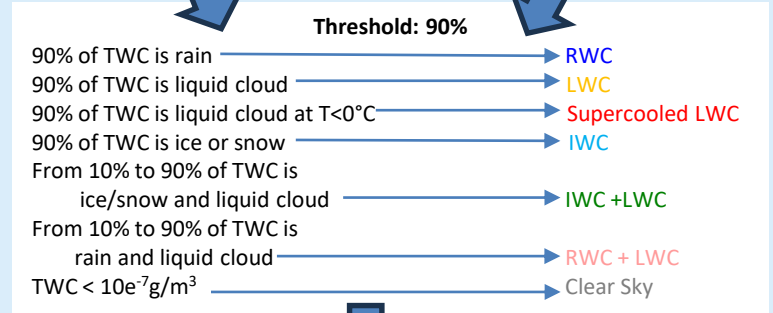 Threshold: 90%
90% of TWC is rain RWC
90% of TWC is liquid cloud LWC
90% of TWC is liquid cloud at T<0°C Supercooled LWC
90% of TWC is ice or snow IWC
From 10% to 90% of TWC is
ice/snow and liquid cloud IWC +LWC
From 10% to 90% of TWC is
rain and liquid cloud RWC + LWC
TWC < 10e⁻⁷g/m³ Clear Sky